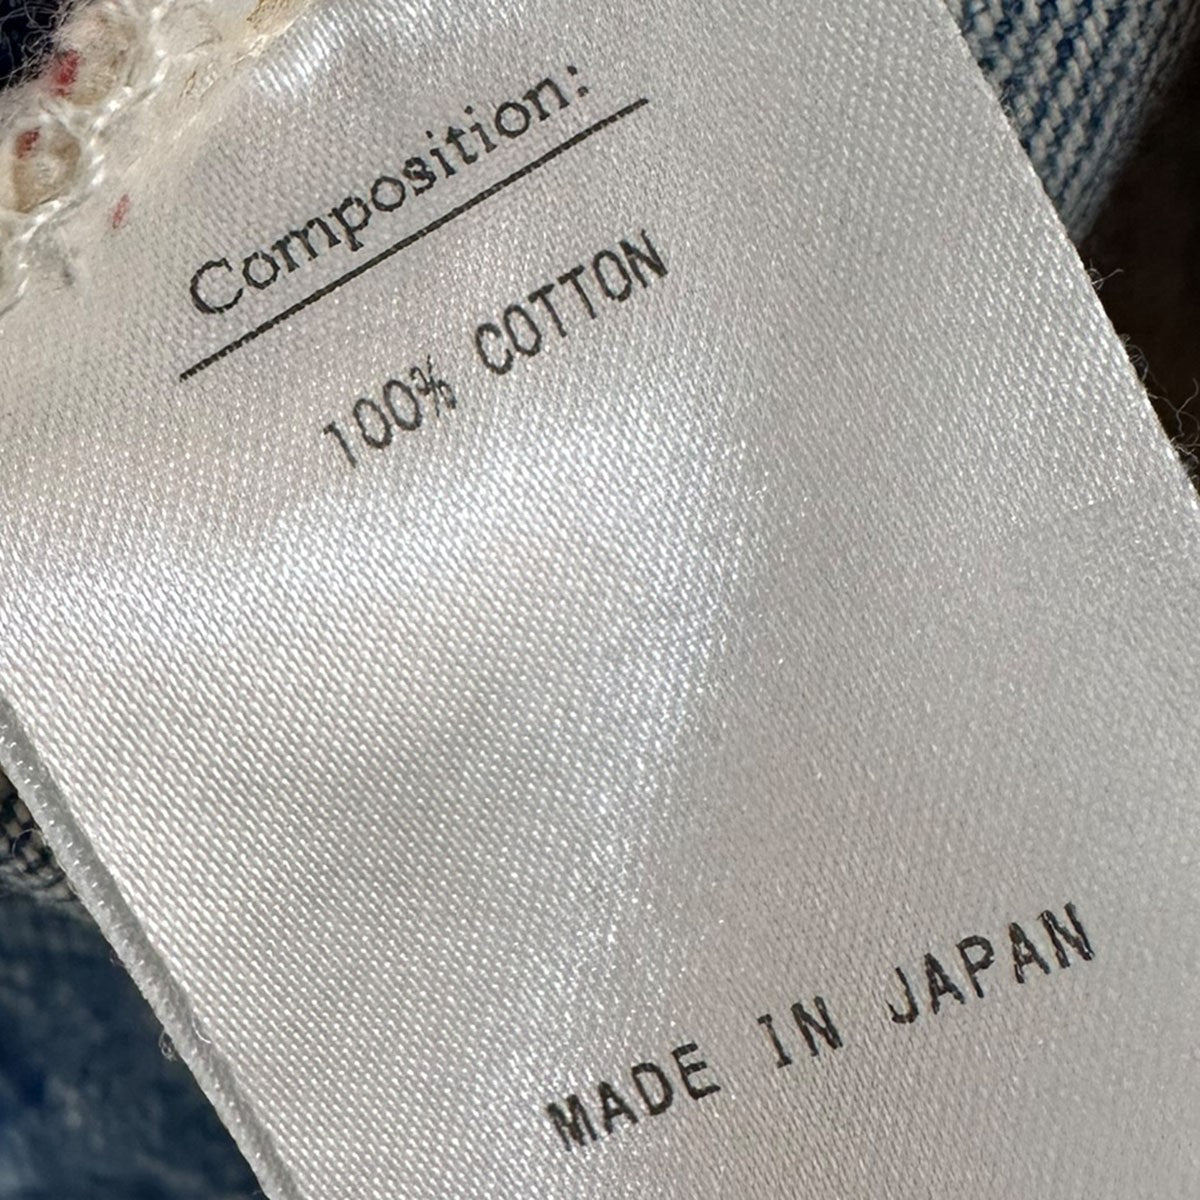 Composition:
100% COTTON
MADE IN JAPAN